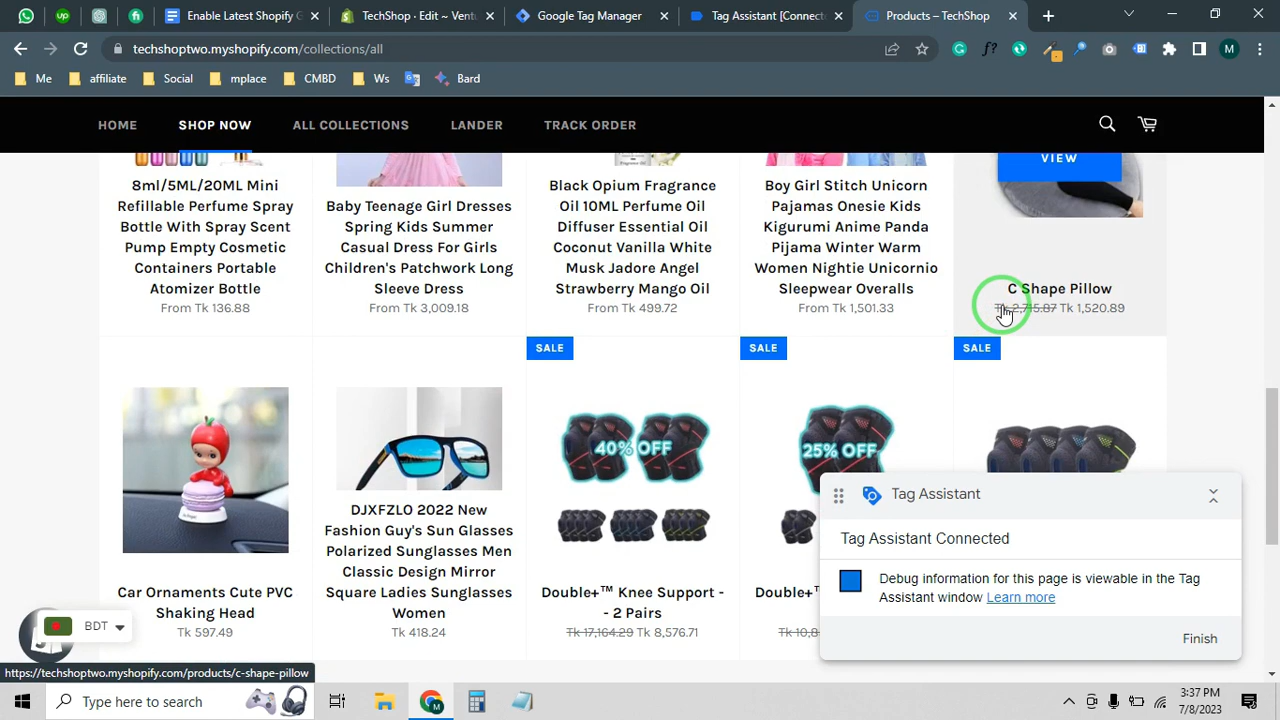 Enable Latest Shopify G
TechShop · Edit ~ Ventu
Google Tag Manager
Tag Assistant [Connect
Products – TechShop
techshoptwo.myshopify.com/collections/all
Me
affiliate
Social
mplace
CMBD
Ws
Bard
HOME
SHOP NOW
ALL COLLECTIONS
LANDER
TRACK ORDER
VIEW
8ml/5ML/20ML Mini
Refillable Perfume Spray
Bottle With Spray Scent
Pump Empty Cosmetic
Containers Portable
Atomizer Bottle
From Tk 136.88
Baby Teenage Girl Dresses
Spring Kids Summer
Casual Dress For Girls
Children's Patchwork Long
Sleeve Dress
From Tk 3,009.18
Black Opium Fragrance
Oil 10ML Perfume Oil
Diffuser Essential Oil
Coconut Vanilla White
Musk Jadore Angel
Strawberry Mango Oil
From Tk 499.72
Boy Girl Stitch Unicorn
Pajamas Onesie Kids
Kigurumi Anime Panda
Pijama Winter Warm
Women Nightie Unicornio
Sleepwear Overalls
From Tk 1,501.33
C Shape Pillow
Tk 2,715.87 Tk 1,520.89
SALE
SALE
SALE
40% OFF
25% OFF
Car Ornaments Cute PVC
Shaking Head
Tk 597.49
DJXFZLO 2022 New
Fashion Guy's Sun Glasses
Polarized Sunglasses Men
Classic Design Mirror
Square Ladies Sunglasses
Women
Tk 418.24
Double+™ Knee Support -
- 2 Pairs
Tk 17,164.29 Tk 8,576.71
Double+™
Tk 10,8
Tag Assistant
Tag Assistant Connected
Debug information for this page is viewable in the Tag
Assistant window Learn more
Finish
BDT
https://techshoptwo.myshopify.com/products/c-shape-pillow
Type here to search
3:37 PM
7/8/2023